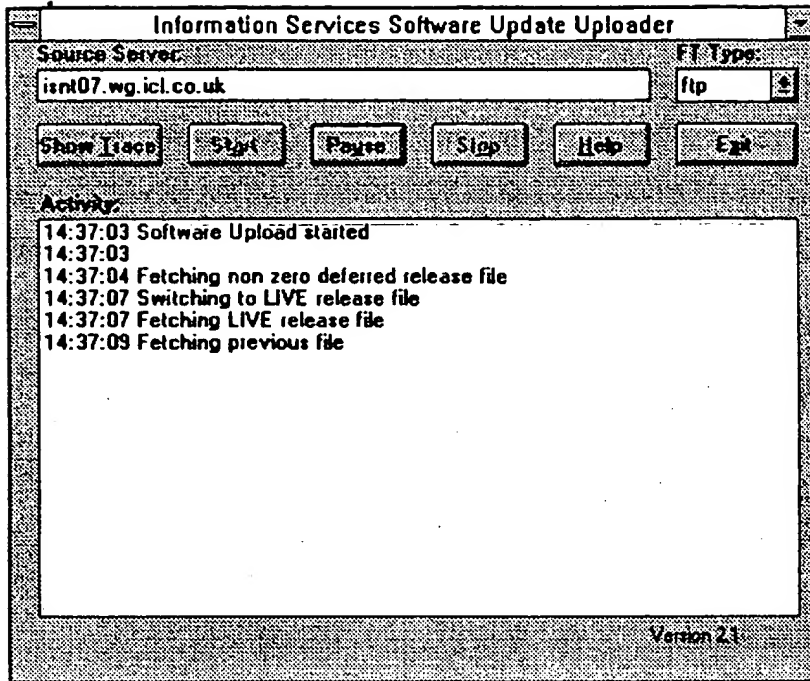 Information Services Software Update Uploader
Source Server: FT Type:
isnt07.wg.icl.co.uk ftp
Show Trace Start Pause Stop Help Exit
Activity:
14:37:03 Software Upload started
14:37:03
14:37:04 Fetching non zero deferred release file
14:37:07 Switching to LIVE release file
14:37:07 Fetching LIVE release file
14:37:09 Fetching previous file
Version 2.1